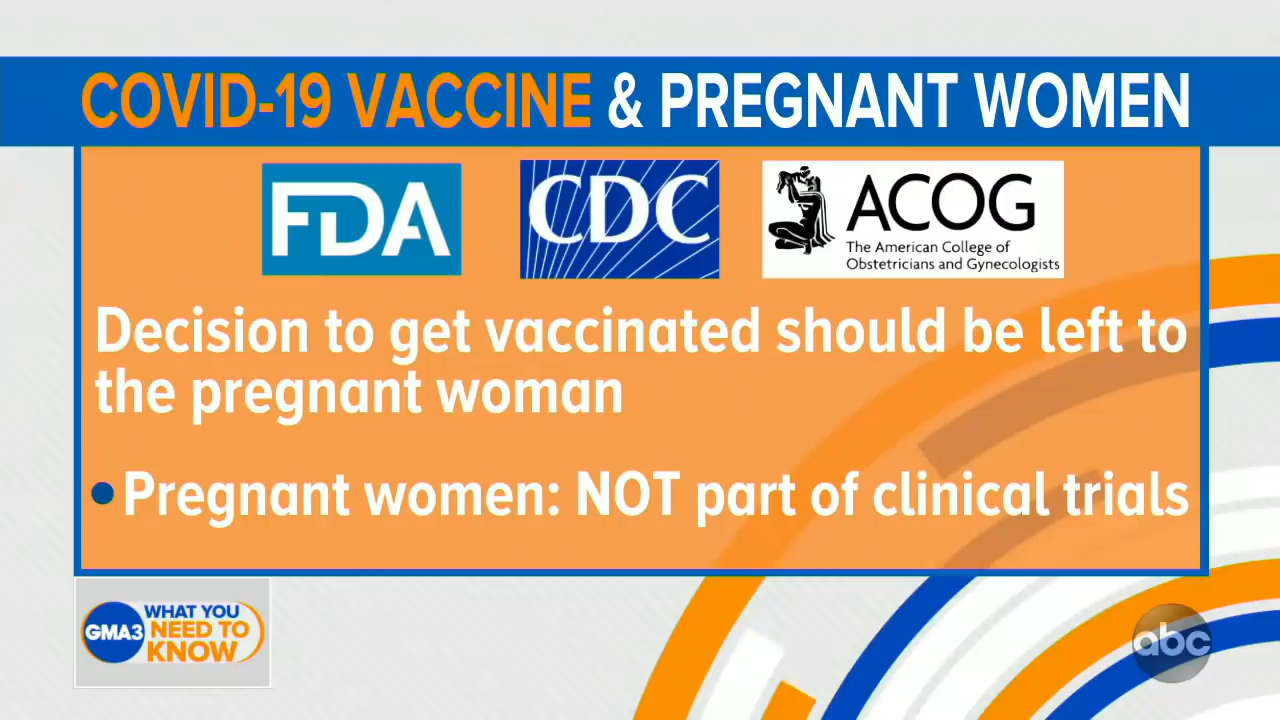 COVID-19 VACCINE & PREGNANT WOMEN
FDA
CDC
ACOG
The American College of
Obstetricians and Gynecologists
Decision to get vaccinated should be left to
the pregnant woman
• Pregnant women: NOT part of clinical trials
GMA3
WHAT YOU
NEED TO
KNOW
abc